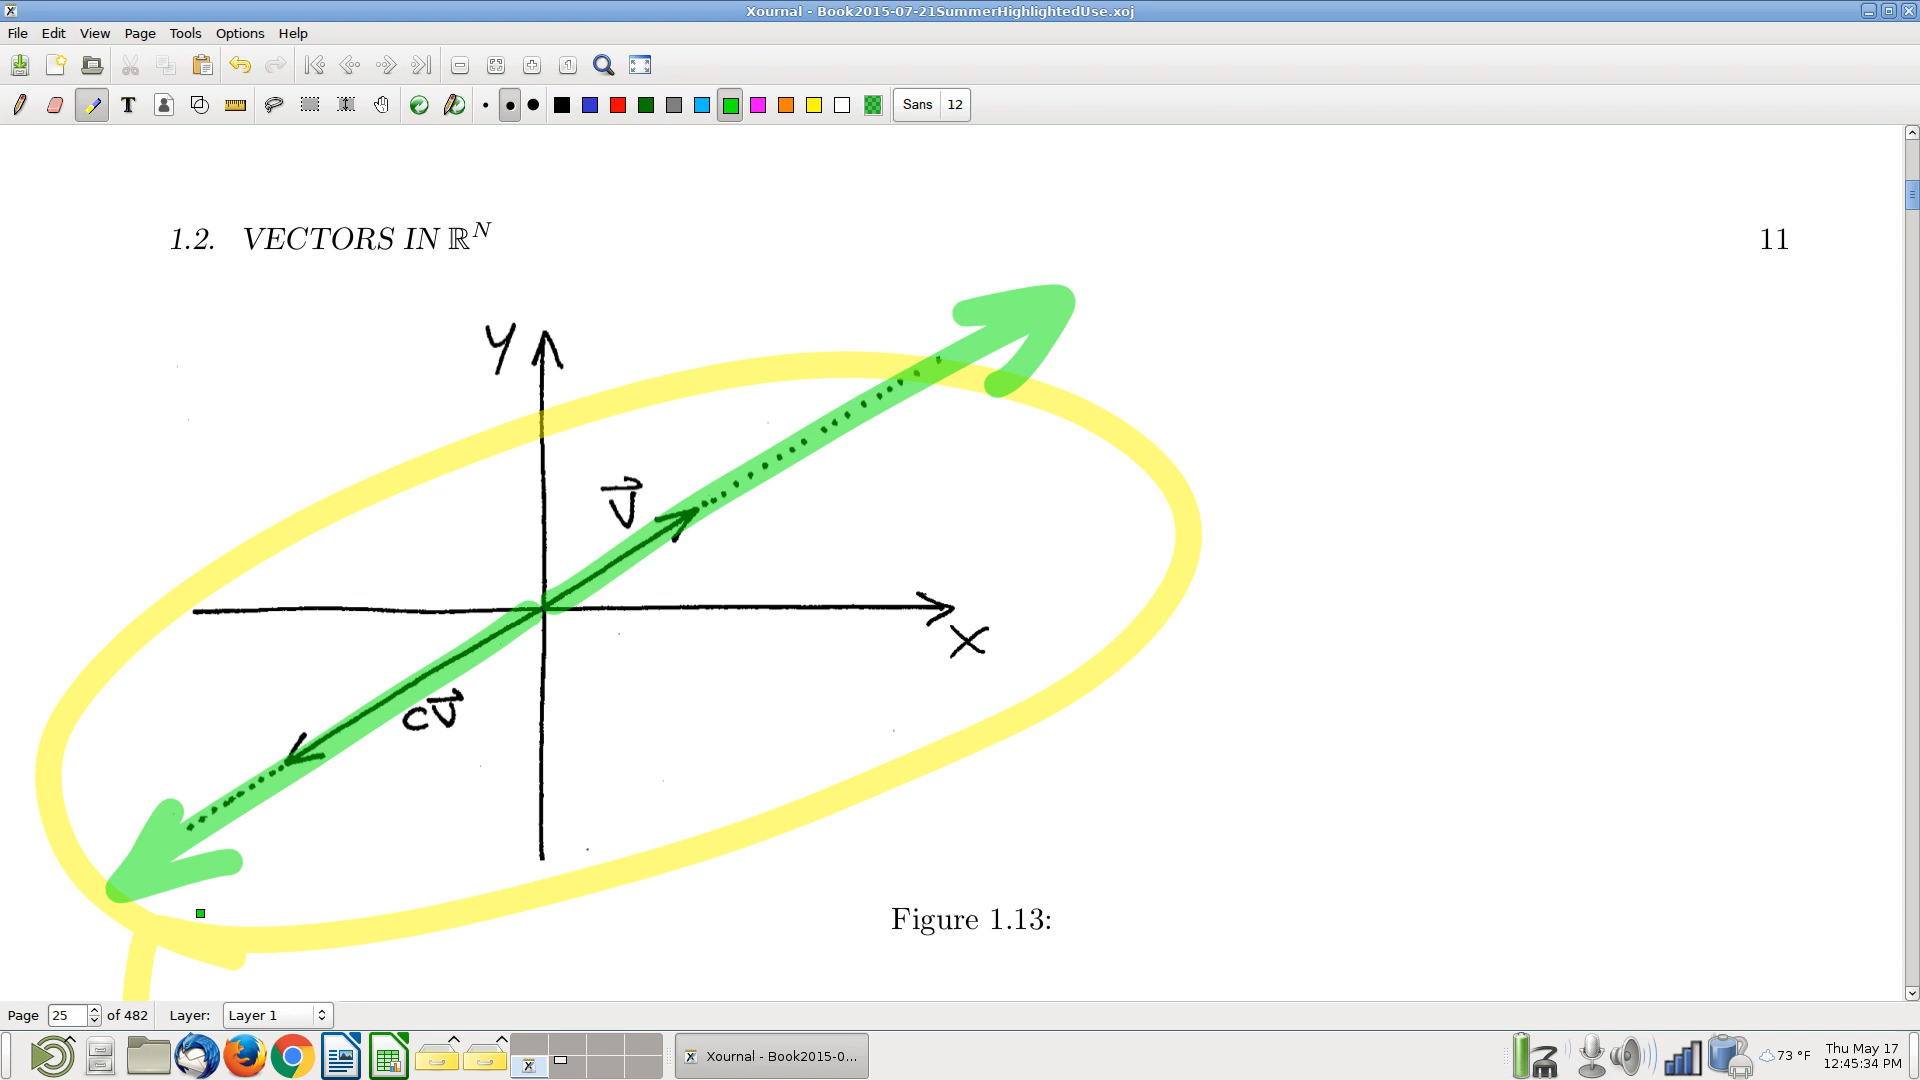 Xournal - Book2015-07-21SummerHighlightedUse.xoj
File Edit View Page Tools Options Help
Sans 12
1.2. VECTORS IN ℝ^N 11
y
v⃗
x
cv⃗
Figure 1.13:
Page 25 of 482 Layer: Layer 1
Xournal - Book2015-0...
73 °F
Thu May 17
12:45:34 PM